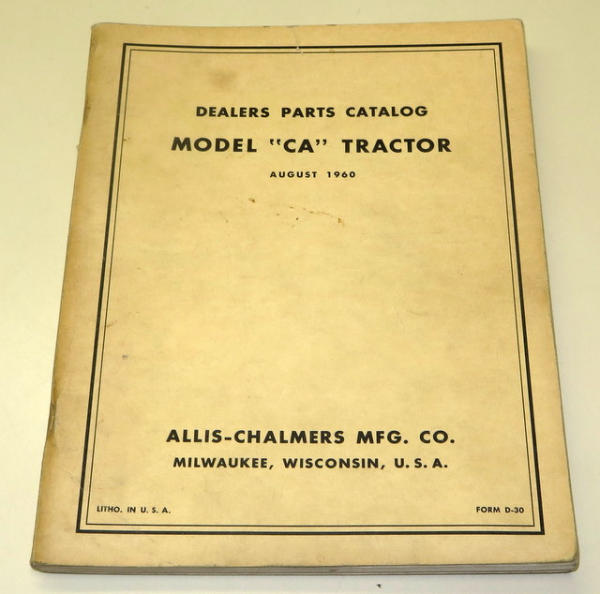 DEALERS PARTS CATALOG
MODEL "CA" TRACTOR
AUGUST 1960
ALLIS-CHALMERS MFG. CO.
MILWAUKEE, WISCONSIN, U. S. A.
LITHO. IN U. S. A. FORM D-30